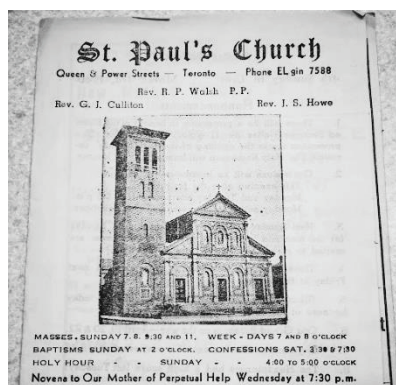 St. Paul's Church
Queen & Power Streets — Toronto — Phone ELgin 7588
Rev. R. P. Walsh P.P.
Rev. G. J. Culliton Rev. J. S. Howe
MASSES - SUNDAY 7. 8. 9:30 AND 11. WEEK - DAYS 7 AND 8 O'CLOCK
BAPTISMS SUNDAY AT 2 O'CLOCK. CONFESSIONS SAT. 3:30 & 7:30
HOLY HOUR - - SUNDAY - - 4:00 TO 5:00 O'CLOCK
Novena to Our Mother of Perpetual Help Wednesday at 7:30 p.m.